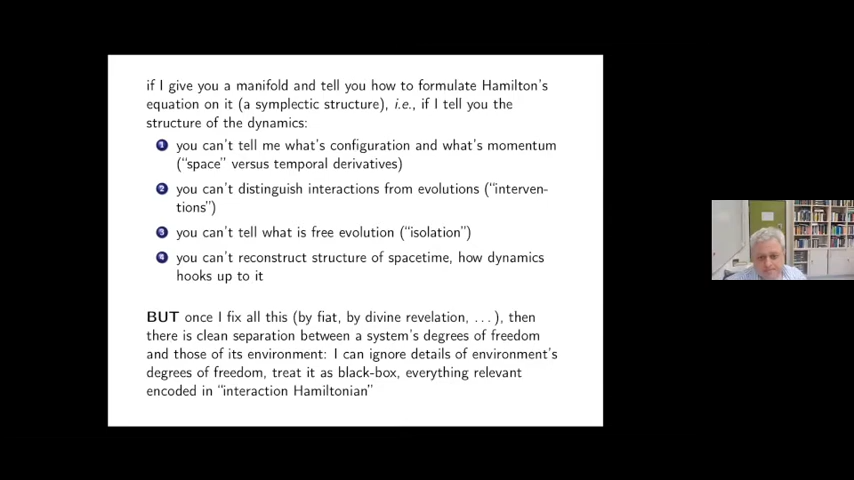 if I give you a manifold and tell you how to formulate Hamilton's
equation on it (a symplectic structure), i.e., if I tell you the
structure of the dynamics:
1 you can't tell me what's configuration and what's momentum
("space" versus temporal derivatives)
2 you can't distinguish interactions from evolutions ("interven-
tions")
3 you can't tell what is free evolution ("isolation")
4 you can't reconstruct structure of spacetime, how dynamics
hooks up to it
BUT once I fix all this (by fiat, by divine revelation, ...), then
there is clean separation between a system's degrees of freedom
and those of its environment: I can ignore details of environment's
degrees of freedom, treat it as black-box, everything relevant
encoded in "interaction Hamiltonian"